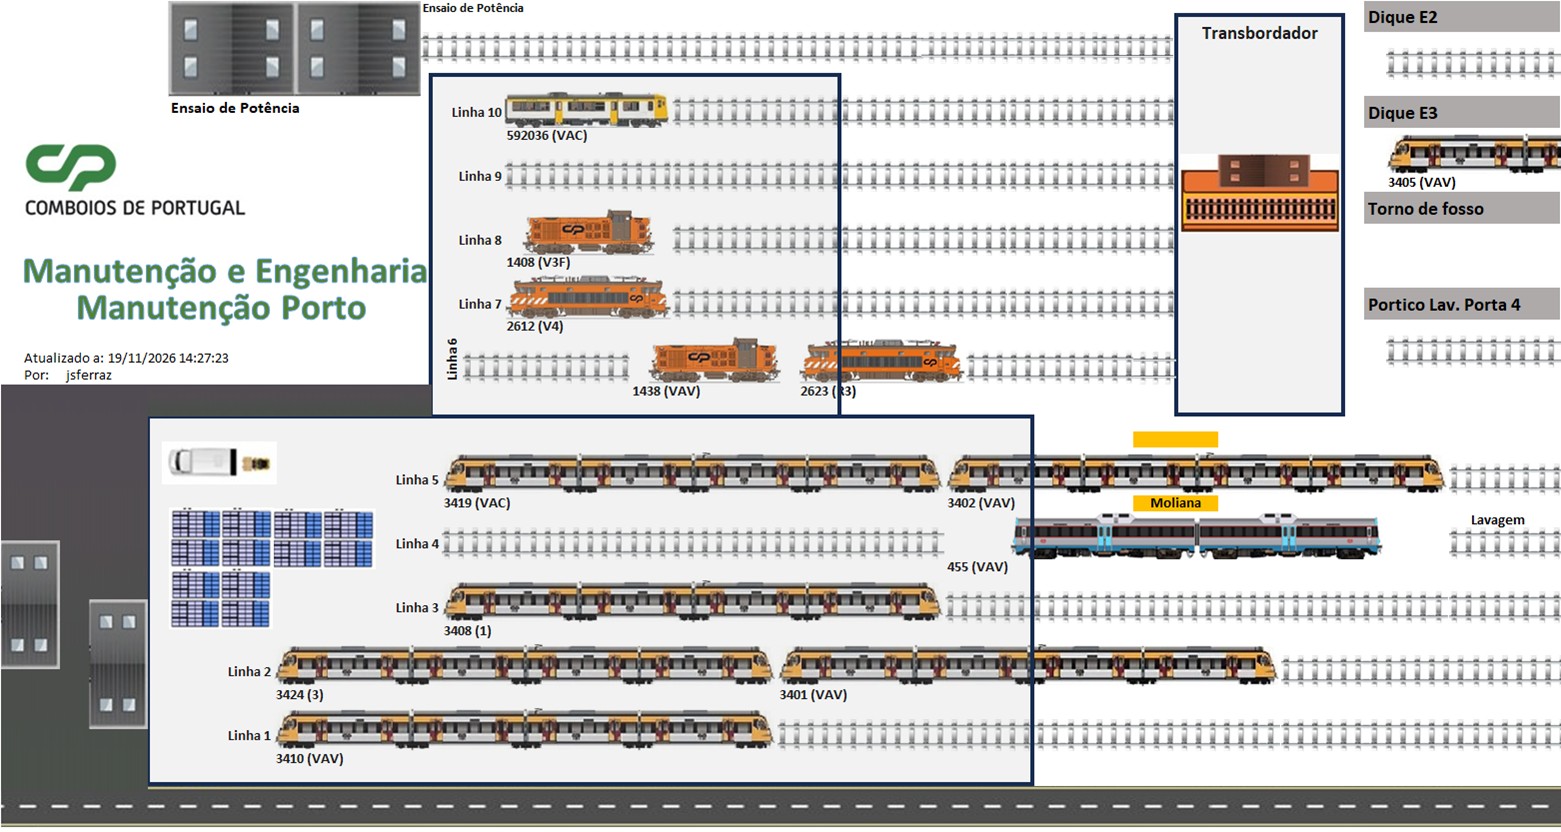 Ensaio de Potência
Ensaio de Potência
Transbordador
Dique E2
Dique E3
3405 (VAV)
Torno de fosso
Portico Lav. Porta 4
CP
COMBOIOS DE PORTUGAL
Manutenção e Engenharia
Manutenção Porto
Atualizado a: 19/11/2026 14:27:23
Por: jsferraz
Linha 10
592036 (VAC)
Linha 9
Linha 8
1408 (V3F)
Linha 7
2612 (V4)
Linha 6
1438 (VAV)
2623 (R3)
Linha 5
3419 (VAC)
3402 (VAV)
Moliana
Lavagem
Linha 4
455 (VAV)
Linha 3
3408 (1)
Linha 2
3424 (3)
3401 (VAV)
Linha 1
3410 (VAV)